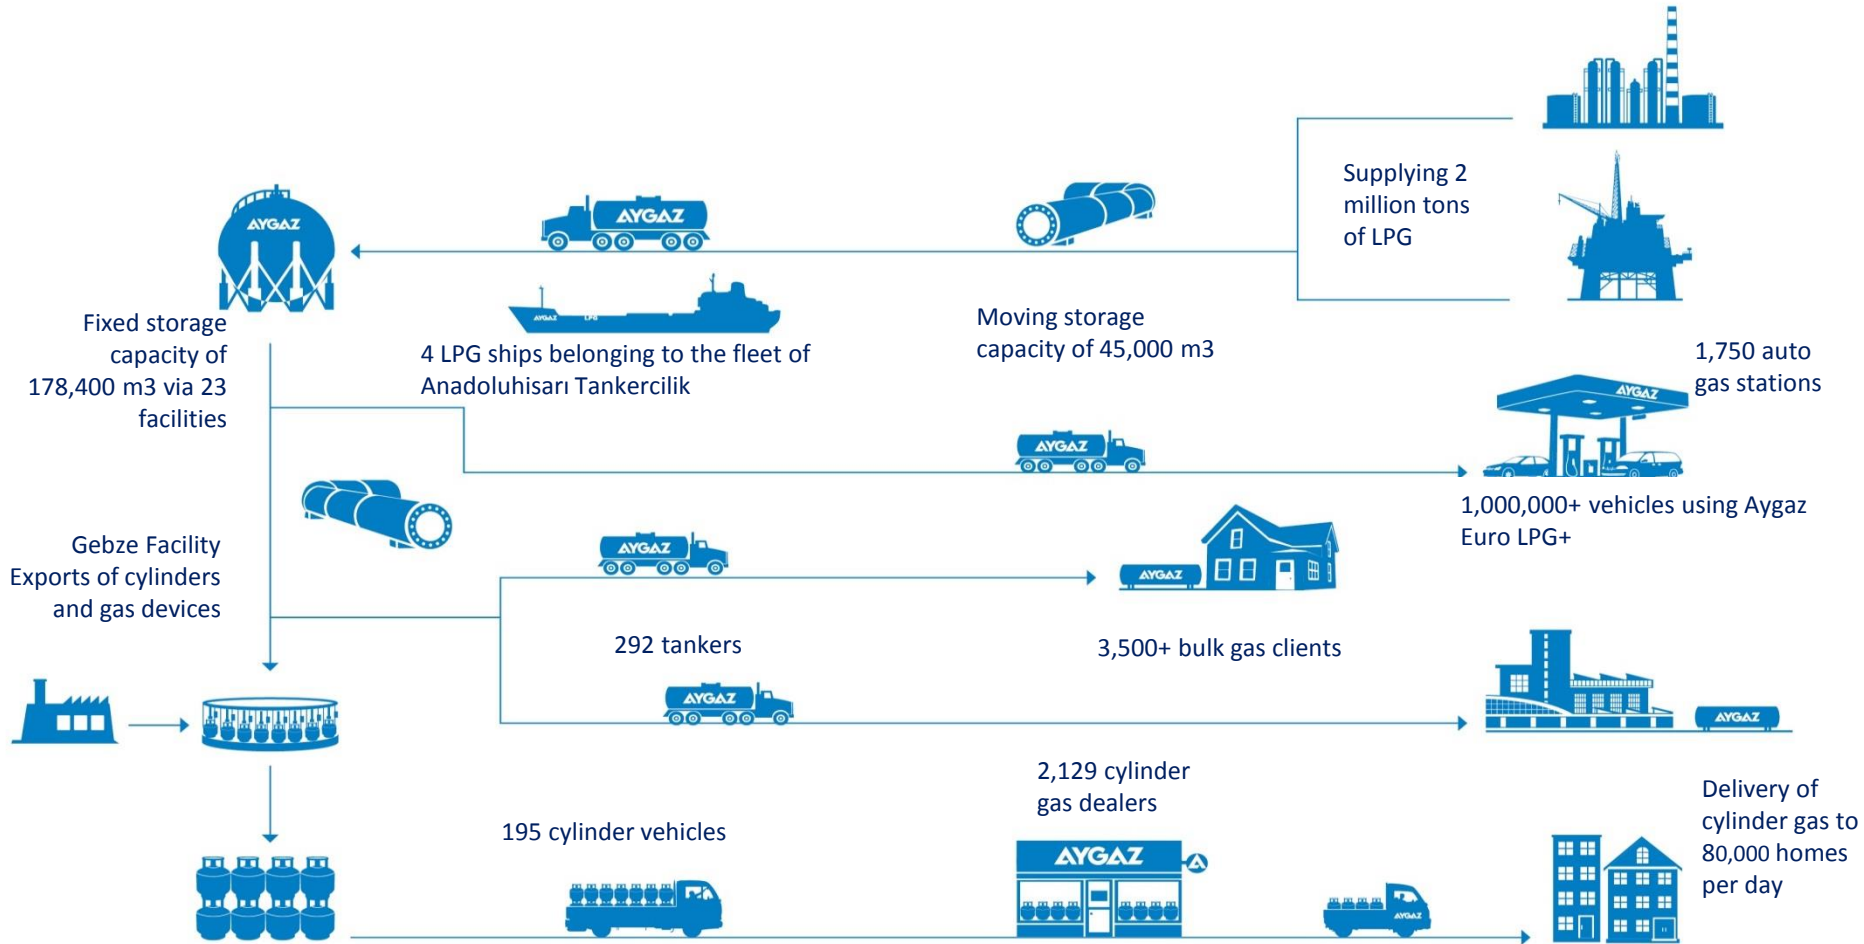 Supplying 2
million tons
of LPG
AYGAZ
AYGAZ
AYGAZ LPG
Fixed storage
capacity of
178,400 m3 via 23
facilities
4 LPG ships belonging to the fleet of
Anadoluhisarı Tankercilik
Moving storage
capacity of 45,000 m3
1,750 auto
gas stations
AYGAZ
AYGAZ
1,000,000+ vehicles using Aygaz
Euro LPG+
Gebze Facility
Exports of cylinders
and gas devices
AYGAZ
AYGAZ
292 tankers
3,500+ bulk gas clients
AYGAZ
AYGAZ
2,129 cylinder
gas dealers
195 cylinder vehicles
Delivery of
cylinder gas to
80,000 homes
per day
AYGAZ
AYGAZ